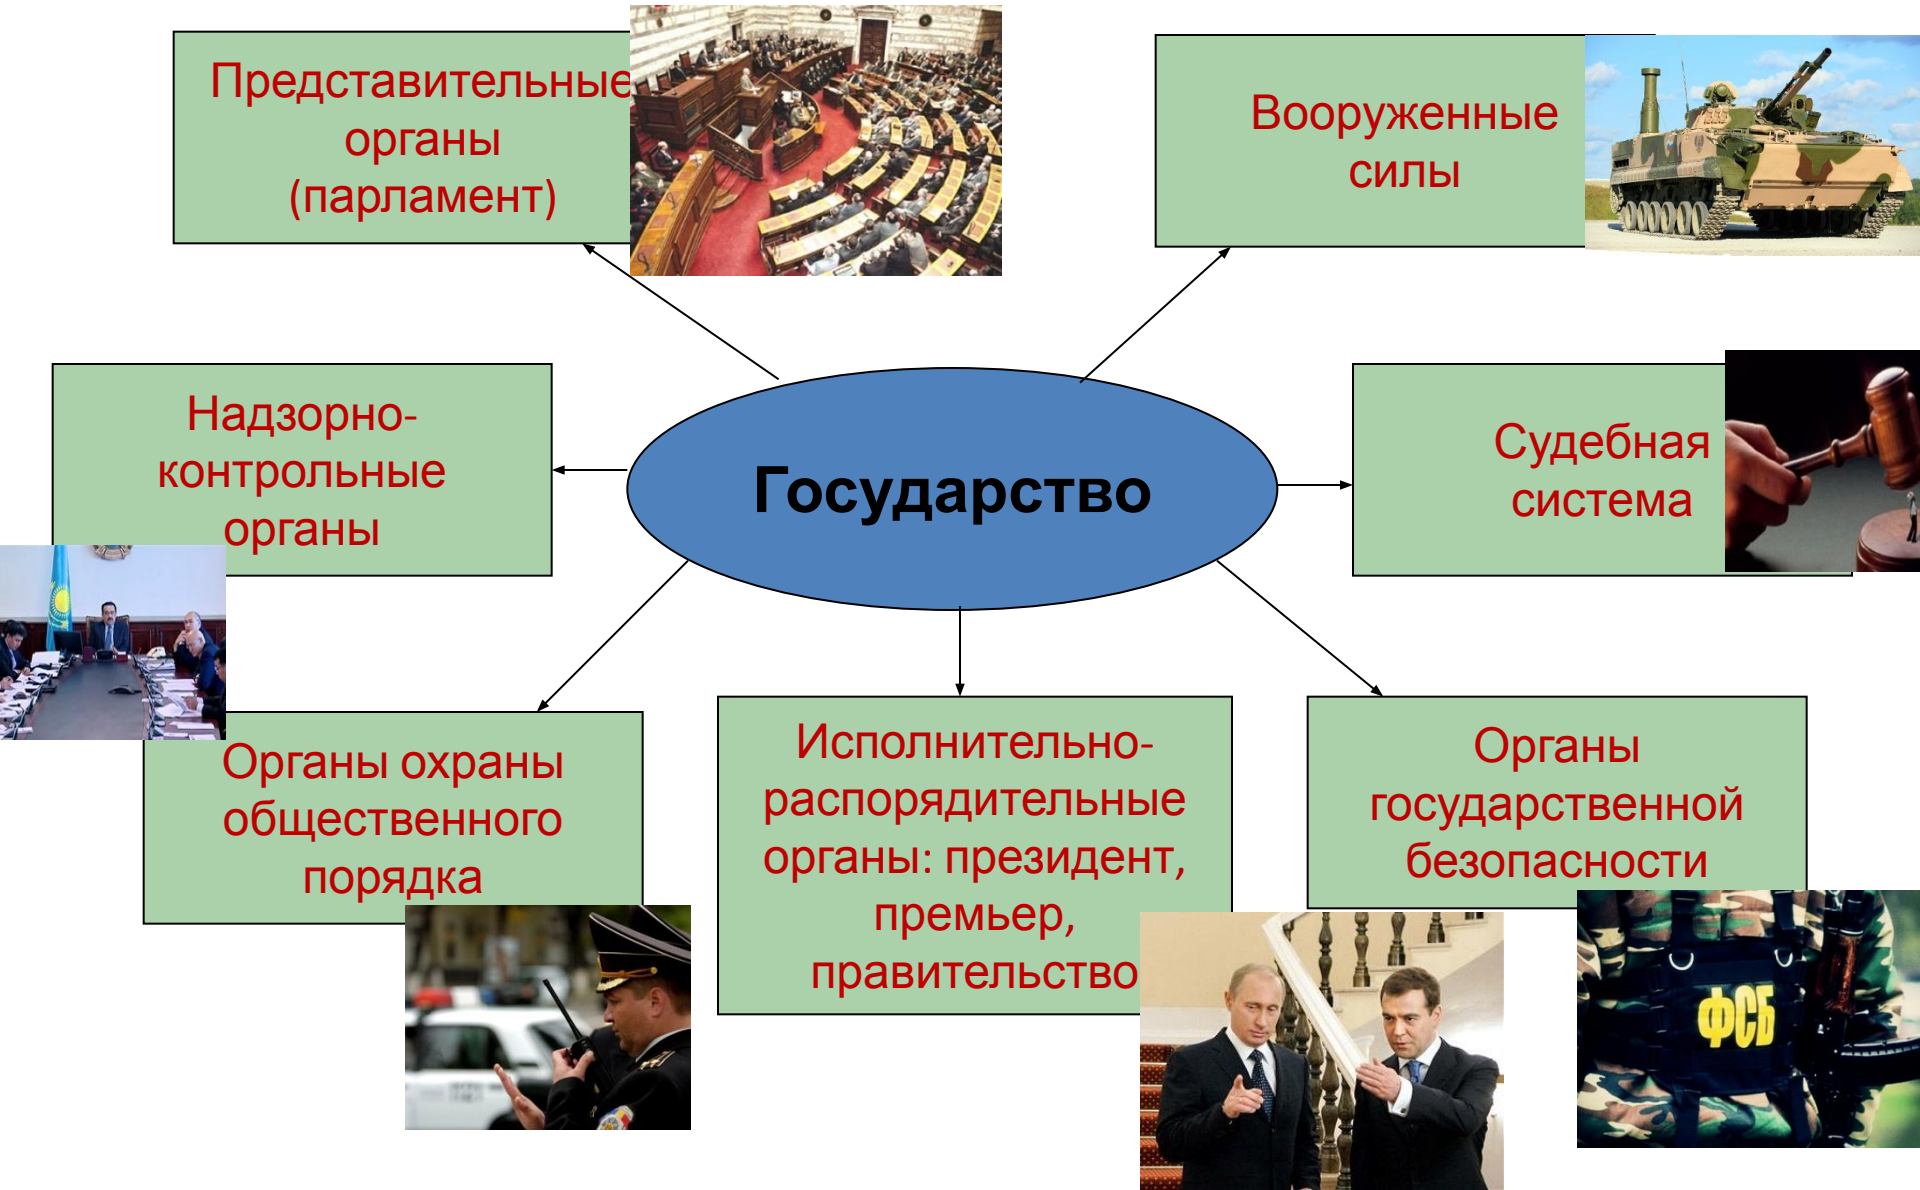 Представительные
органы
(парламент)
Вооруженные
силы
Надзорно-
контрольные
органы
Государство
Судебная
система
Органы охраны
общественного
порядка
Исполнительно-
распорядительные
органы: президент,
премьер,
правительство
Органы
государственной
безопасности
ФСБ